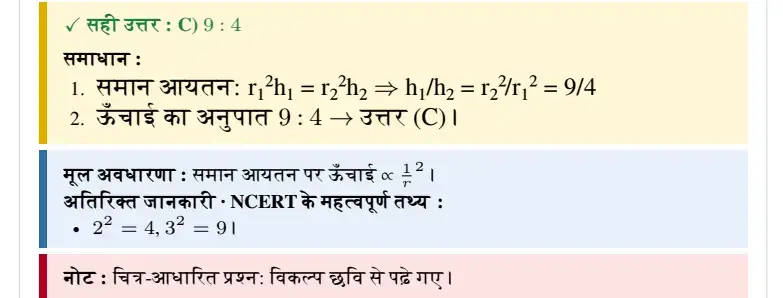 ✓ सही उत्तर : C) 9 : 4
समाधान :
1. समान आयतन: r₁²h₁ = r₂²h₂ ⇒ h₁/h₂ = r₂²/r₁² = 9/4
2. ऊँचाई का अनुपात 9 : 4 → उत्तर (C)।
मूल अवधारणा : समान आयतन पर ऊँचाई ∝ 1/r ²।
अतिरिक्त जानकारी · NCERT के महत्वपूर्ण तथ्य :
• 2² = 4, 3² = 9।
नोट : चित्र-आधारित प्रश्न: विकल्प छवि से पढ़े गए।